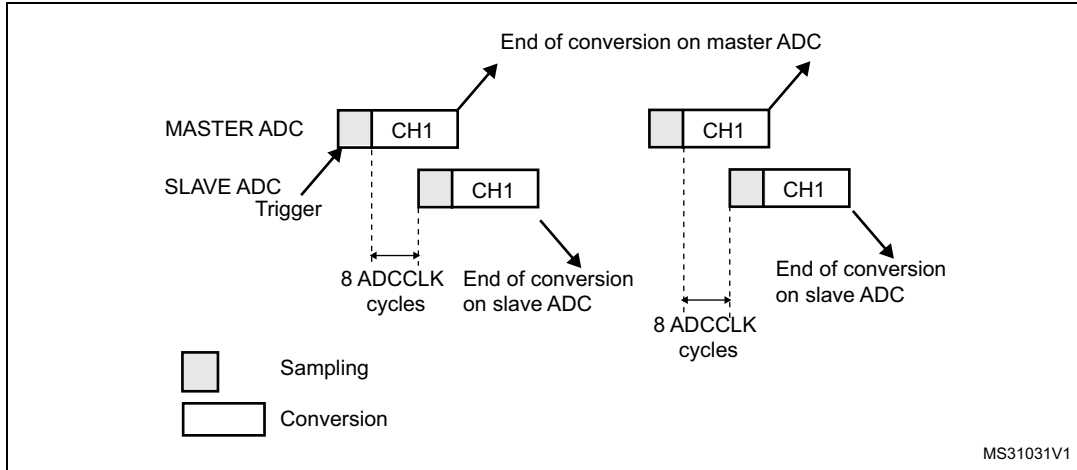 End of conversion on master ADC
MASTER ADC
CH1
CH1
SLAVE ADC
Trigger
CH1
CH1
8 ADCCLK
cycles
End of conversion
on slave ADC
8 ADCCLK
cycles
End of conversion
on slave ADC
Sampling
Conversion
MS31031V1